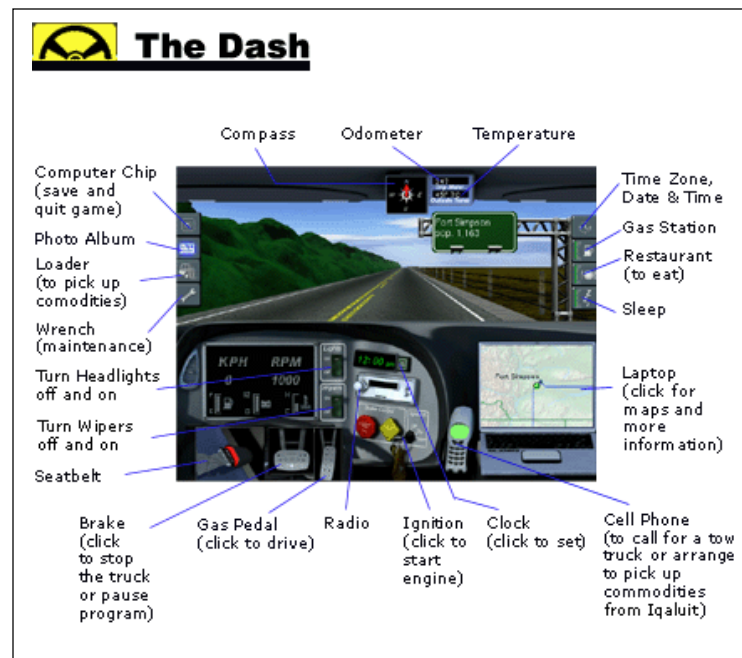 The Dash
Compass
Odometer
Temperature
Computer Chip
(save and
quit game)
Photo Album
Loader
(to pick up
comodities)
Wrench
(maintenance)
Turn Headlights
off and on
Turn Wipers
off and on
Seatbelt
Time Zone,
Date & Time
Gas Station
Restaurant
(to eat)
Sleep
Laptop
(click for
maps and
more
information)
Fort Simpson
pop. 1,163
KPH RPM
0 1000
12:00
Fort Simpson
Brake
(click
to stop
the truck
or pause
program)
Gas Pedal
(click to drive)
Radio
Ignition
(click to
start
engine)
Clock
(click to set)
Cell Phone
(to call for a tow
truck or arrange
to pick up
commodities
from Iqaluit)